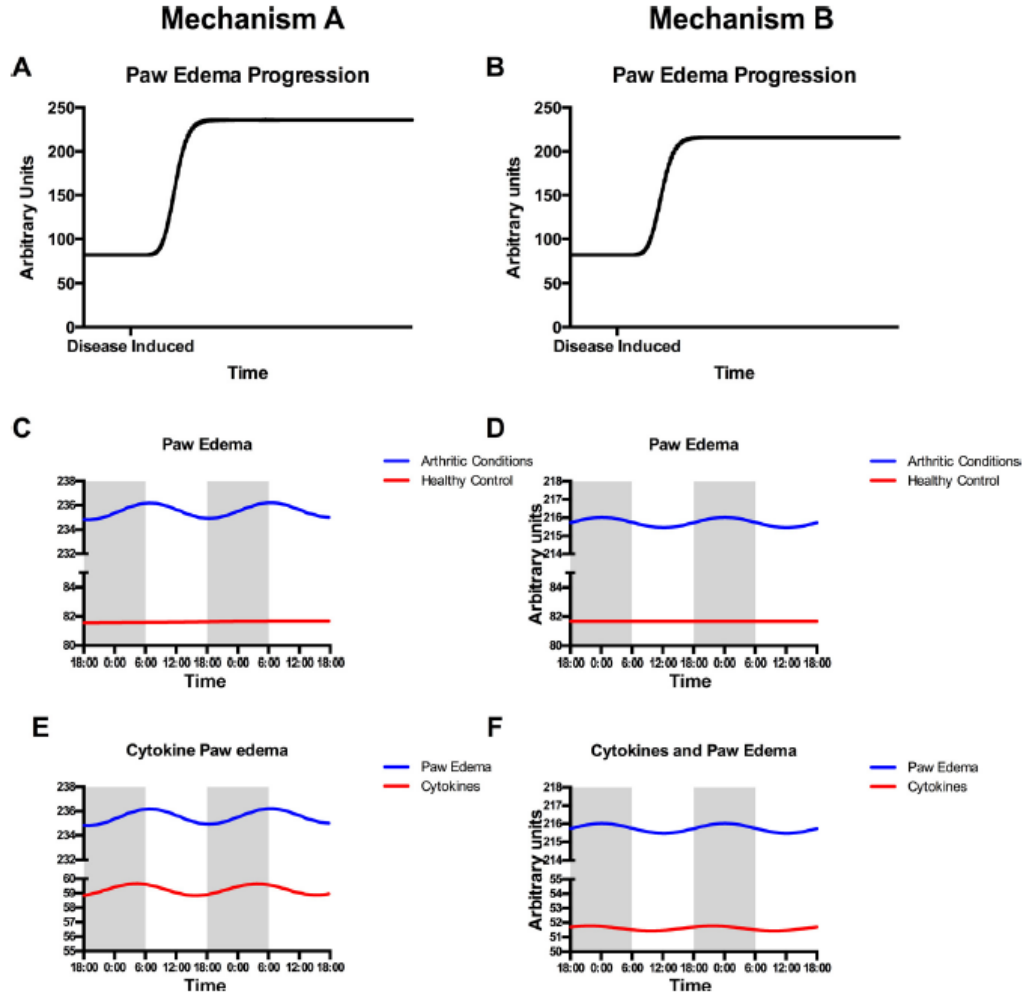 Mechanism A
Mechanism B
A
Paw Edema Progression
250
200
150
100
50
0
Arbitrary Units
Disease Induced
Time
B
Paw Edema Progression
250
200
150
100
50
0
Arbitrary units
Disease Induced
Time
C
Paw Edema
Arthritic Conditions
Healthy Control
238
236
234
232
84
82
80
18:00 0:00 6:00 12:00 18:00 0:00 6:00 12:00 18:00
Time
D
Paw Edema
Arthritic Conditions
Healthy Control
218
217
216
215
214
84
82
80
Arbitrary units
18:00 0:00 6:00 12:00 18:00 0:00 6:00 12:00 18:00
Time
E
Cytokine Paw edema
Paw Edema
Cytokines
238
236
234
232
60
59
58
57
56
55
18:00 0:00 6:00 12:00 18:00 0:00 6:00 12:00 18:00
Time
F
Cytokines and Paw Edema
Paw Edema
Cytokines
218
217
216
215
214
55
54
53
52
51
50
Arbitrary units
18:00 0:00 6:00 12:00 18:00 0:00 6:00 12:00 18:00
Time